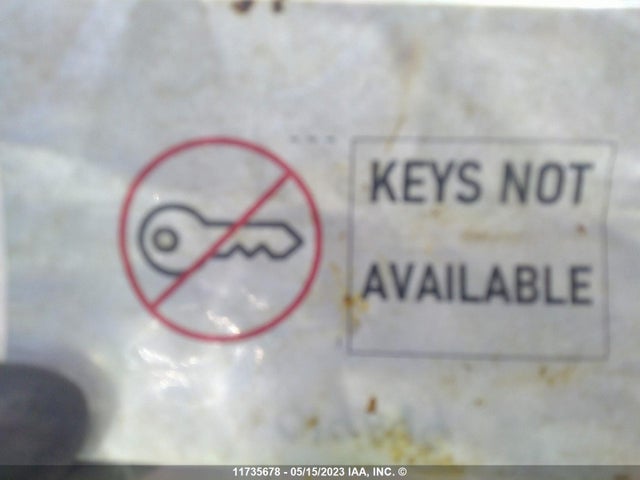 KEYS NOT
AVAILABLE
11735678 - 05/15/2023 IAA, INC. ©